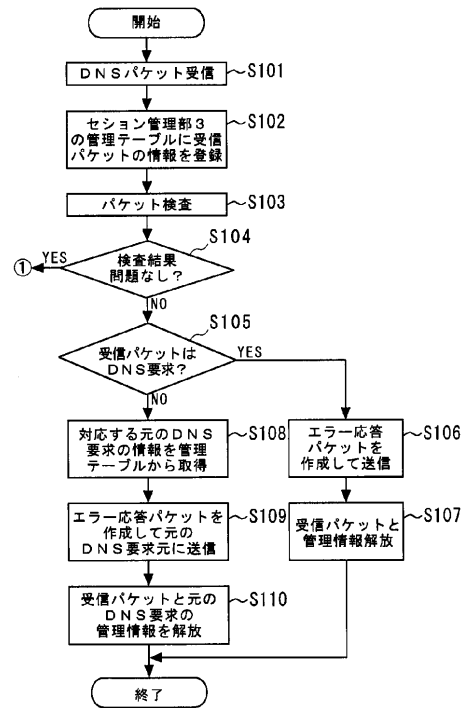 開始
DNSパケット受信
S101
セション管理部3
の管理テーブルに受信
パケットの情報を登録
S102
パケット検査
S103
検査結果
問題なし?
S104
YES
①
NO
受信パケットは
DNS要求?
S105
YES
NO
対応する元のDNS
要求の情報を管理
テーブルから取得
S108
エラー応答
パケットを
作成して送信
S106
エラー応答パケットを
作成して元の
DNS要求元に送信
S109
受信パケットと
管理情報解放
S107
受信パケットと元の
DNS要求の
管理情報を解放
S110
終了